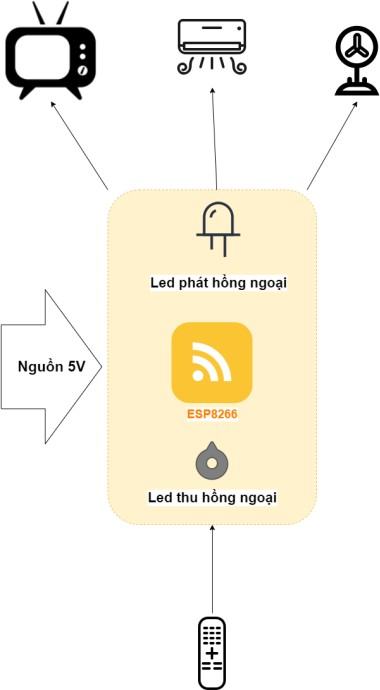 Led phát hồng ngoại
Nguồn 5V
ESP8266
Led thu hồng ngoại